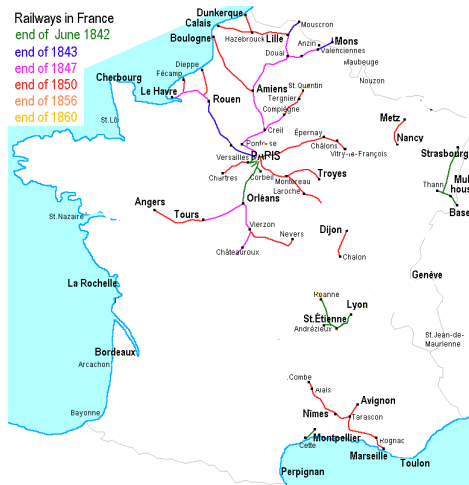 Railways in France
end of June 1842
end of 1843
end of 1847
end of 1850
end of 1856
end of 1860
Dunkerque
Calais
Boulogne
Hazebrouck
Lille
Mouscron
Anzin
Mons
Valenciennes
Douai
Maubeuge
Nouzon
Dieppe
Fécamp
Cherbourg
Le Havre
Rouen
Amiens
St.Quentin
Tergnier
Compiègne
St.Lô
Creil
Pontoise
Épernay
Châlons
Vitry-le-François
Metz
Nancy
Strasbourg
PARIS
Versailles
Chartres
Corbeil
Montereau
Troyes
Laroche
Thann
Mul
house
Base
Orléans
Angers
Tours
St.Nazaire
Vierzon
Nevers
Châteauroux
Dijon
Chalon
La Rochelle
Genève
Roanne
Lyon
St.Étienne
Andrézieux
St.Jean-de-
Maurienne
Bordeaux
Arcachon
Combe
Alais
Avignon
Nîmes
Tarascon
Bayonne
Montpellier
Cette
Rognac
Marseille
Toulon
Perpignan